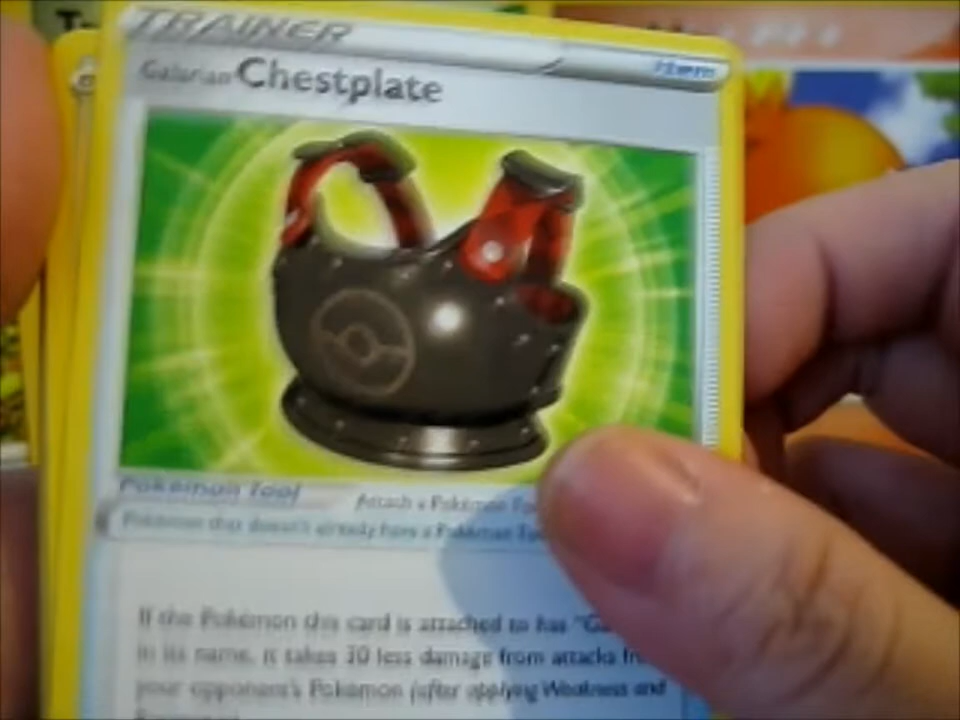 TRAINER
Item
Galarian Chestplate
Pokémon Tool
Attach a Pokémon
Pokémon that doesn't already have a Pokémon
If the Pokémon this card is attached to has
in its name, it takes 30 less damage from attacks
your opponent's Pokémon (after applying Weakness and